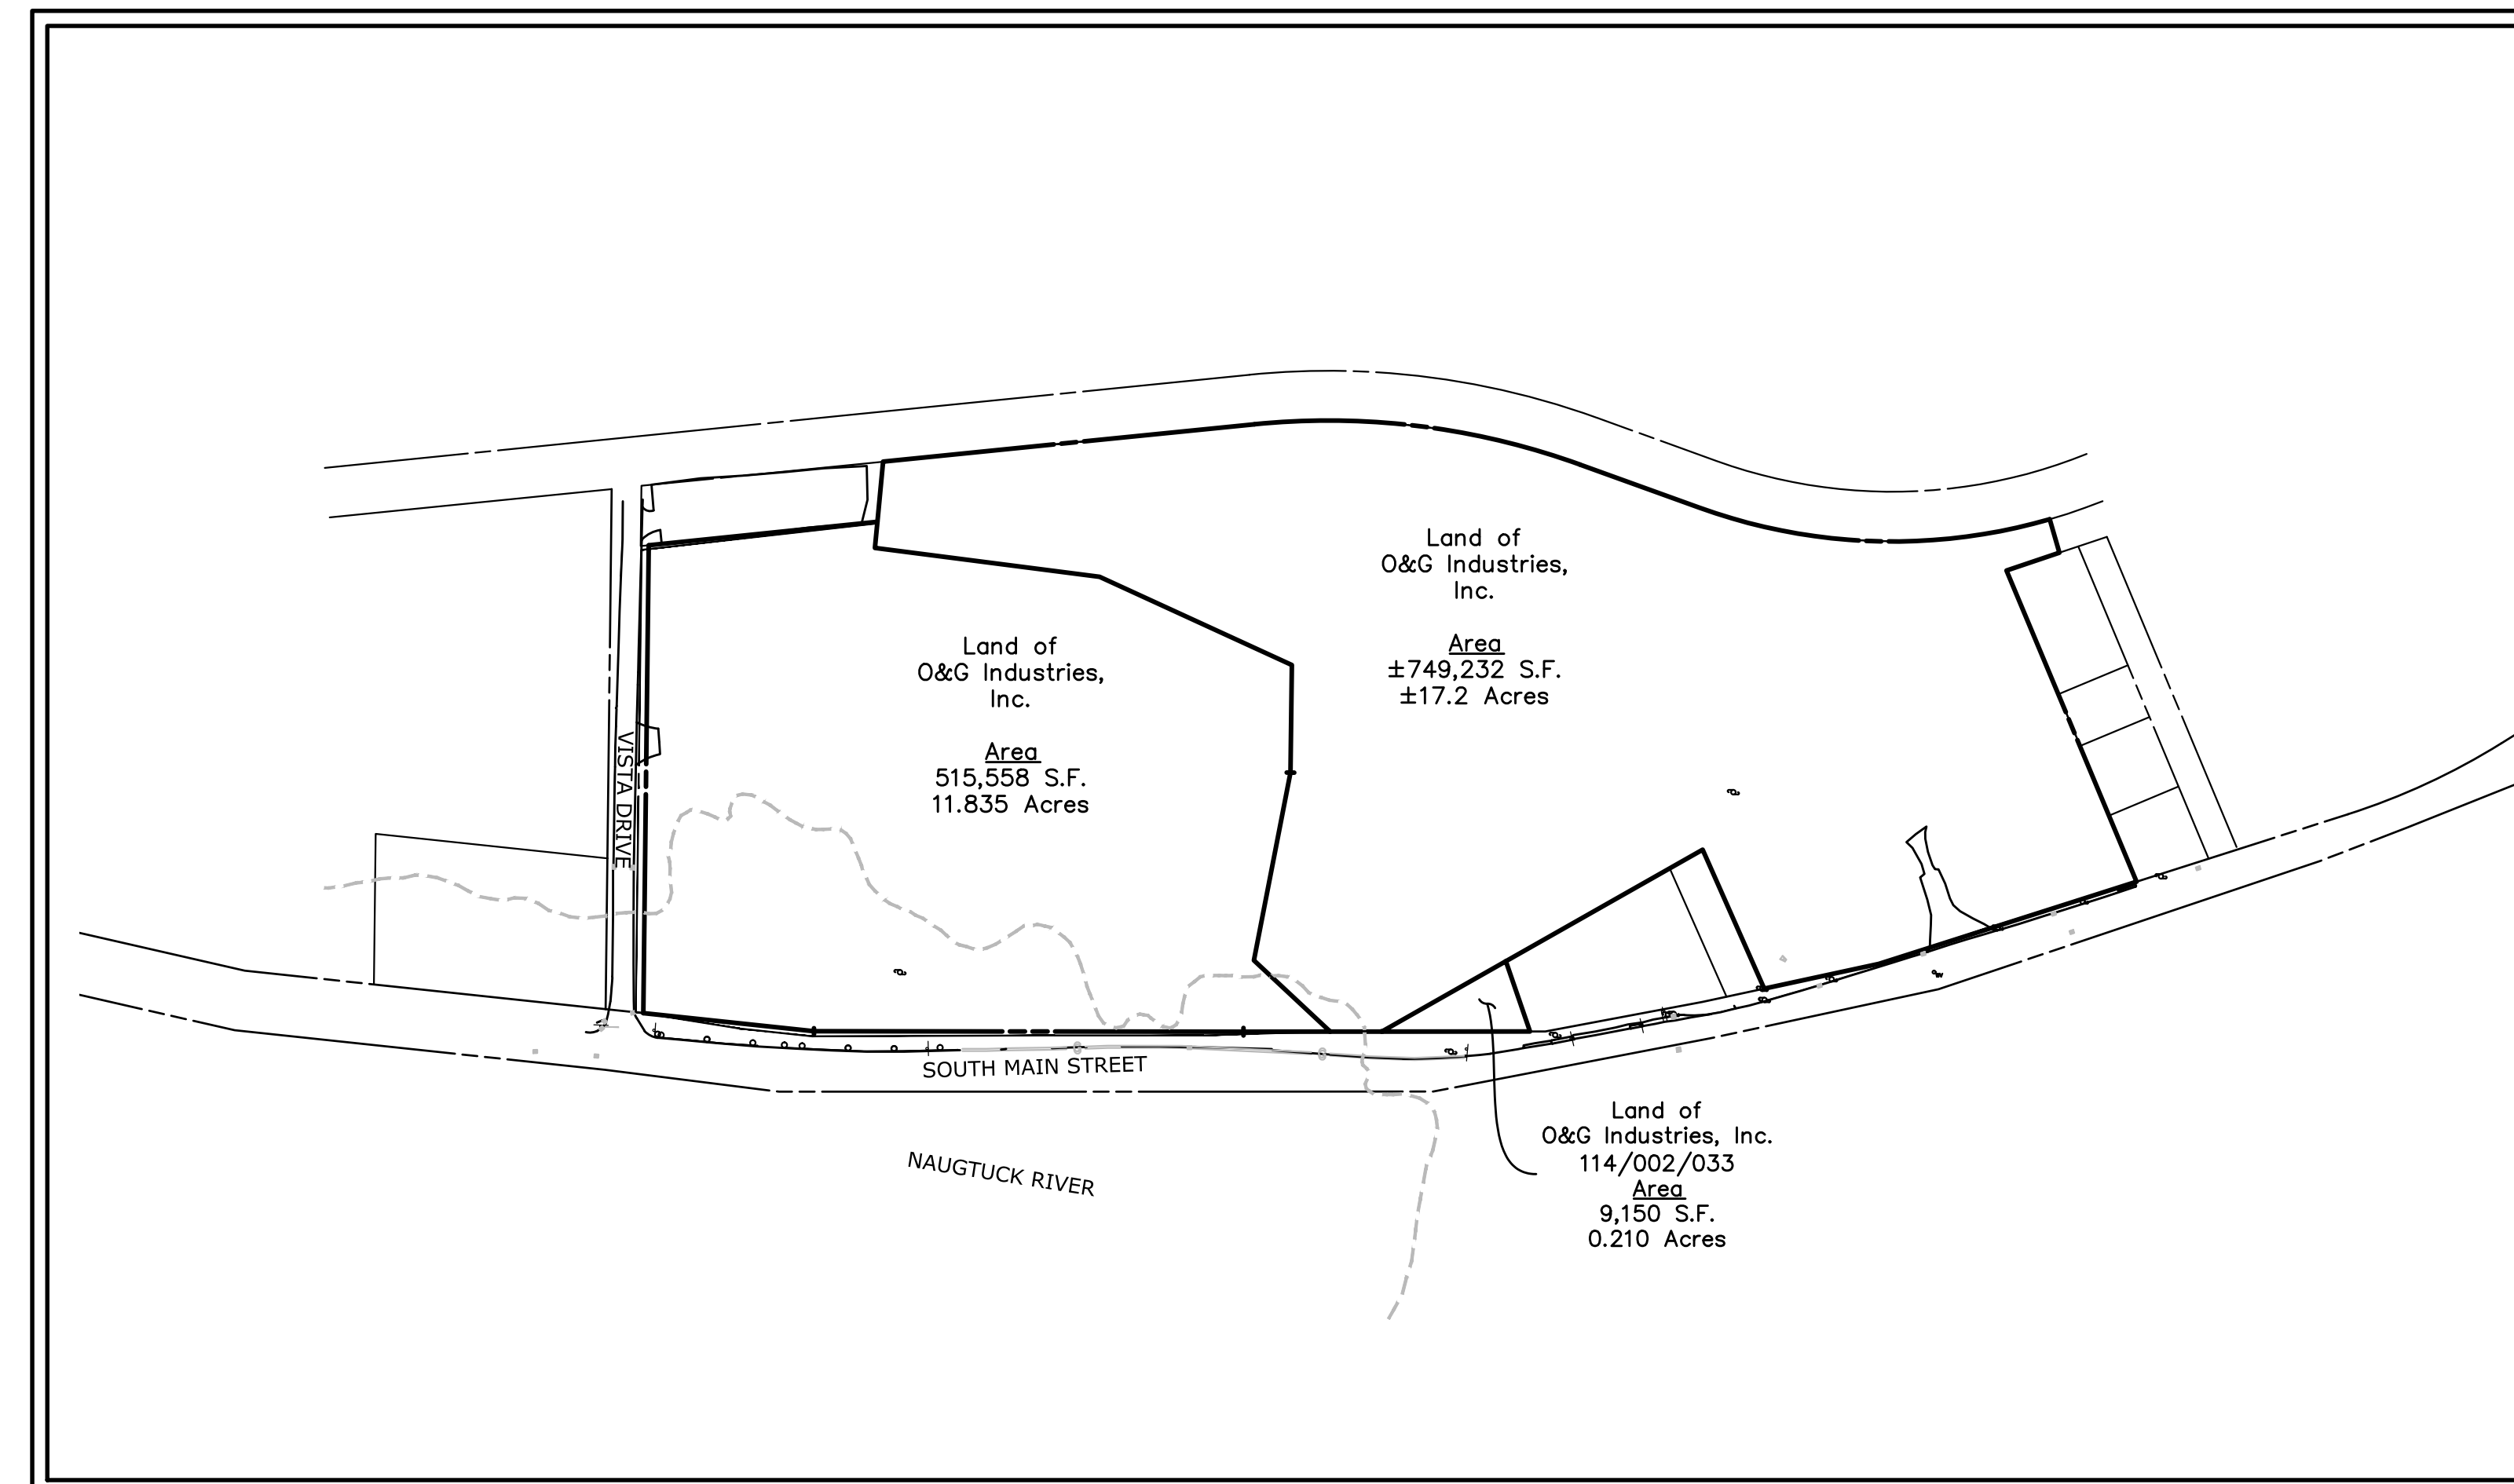 Land of
O&G Industries,
Inc.
Area
±749,232 S.F.
±17.2 Acres
Land of
O&G Industries,
Inc.
Area
515,558 S.F.
11.835 Acres
VISTA DRIVE
SOUTH MAIN STREET
NAUGTUCK RIVER
Land of
O&G Industries, Inc.
114/002/033
Area
9,150 S.F.
0.210 Acres